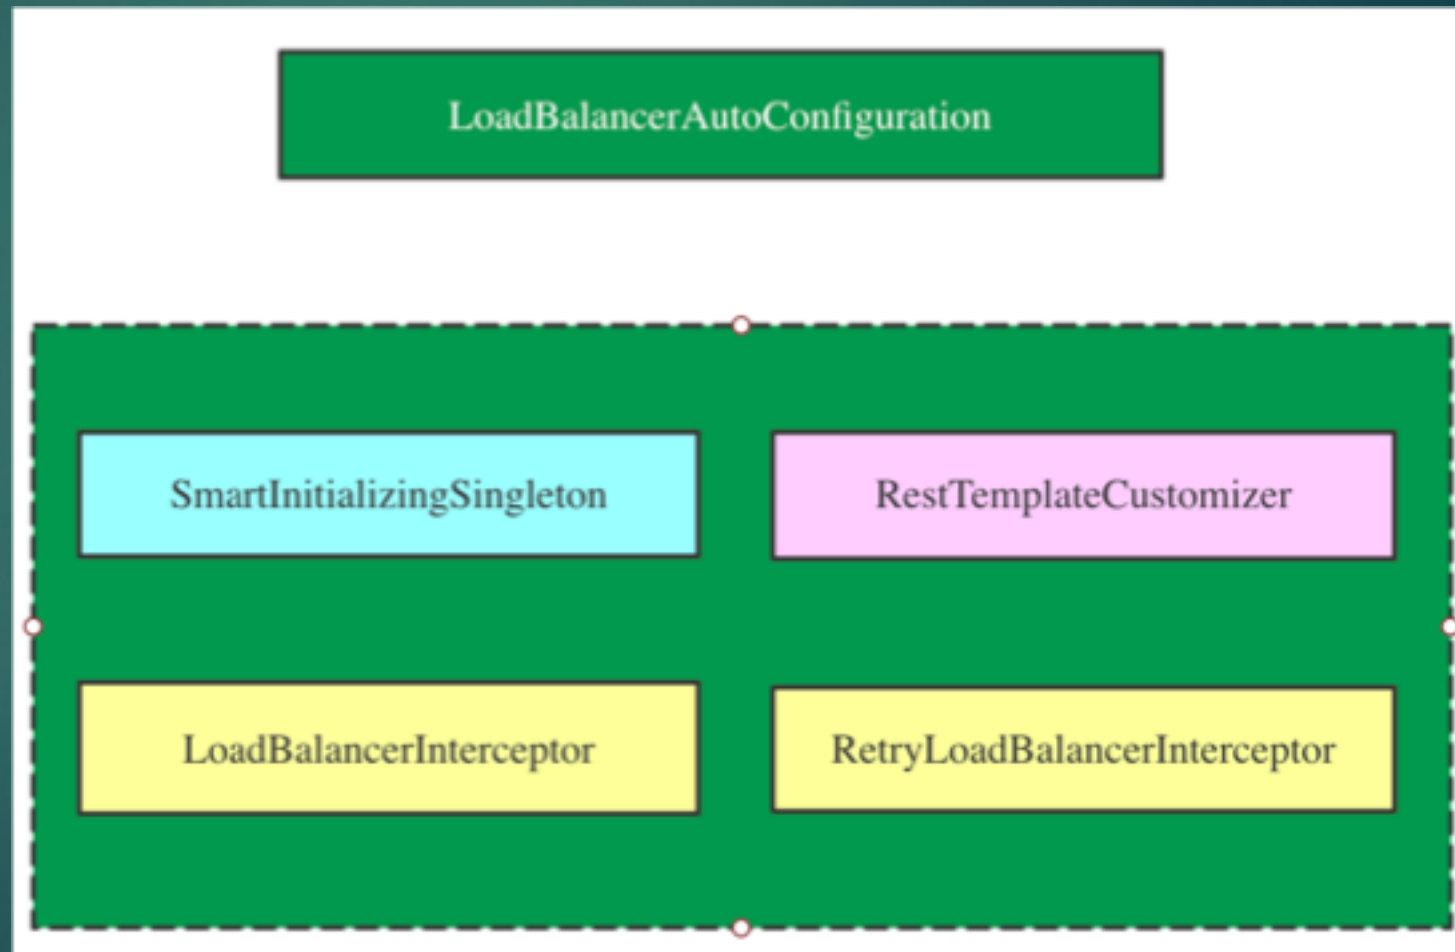 LoadBalancerAutoConfiguration
SmartInitializingSingleton
RestTemplateCustomizer
LoadBalancerInterceptor
RetryLoadBalancerInterceptor